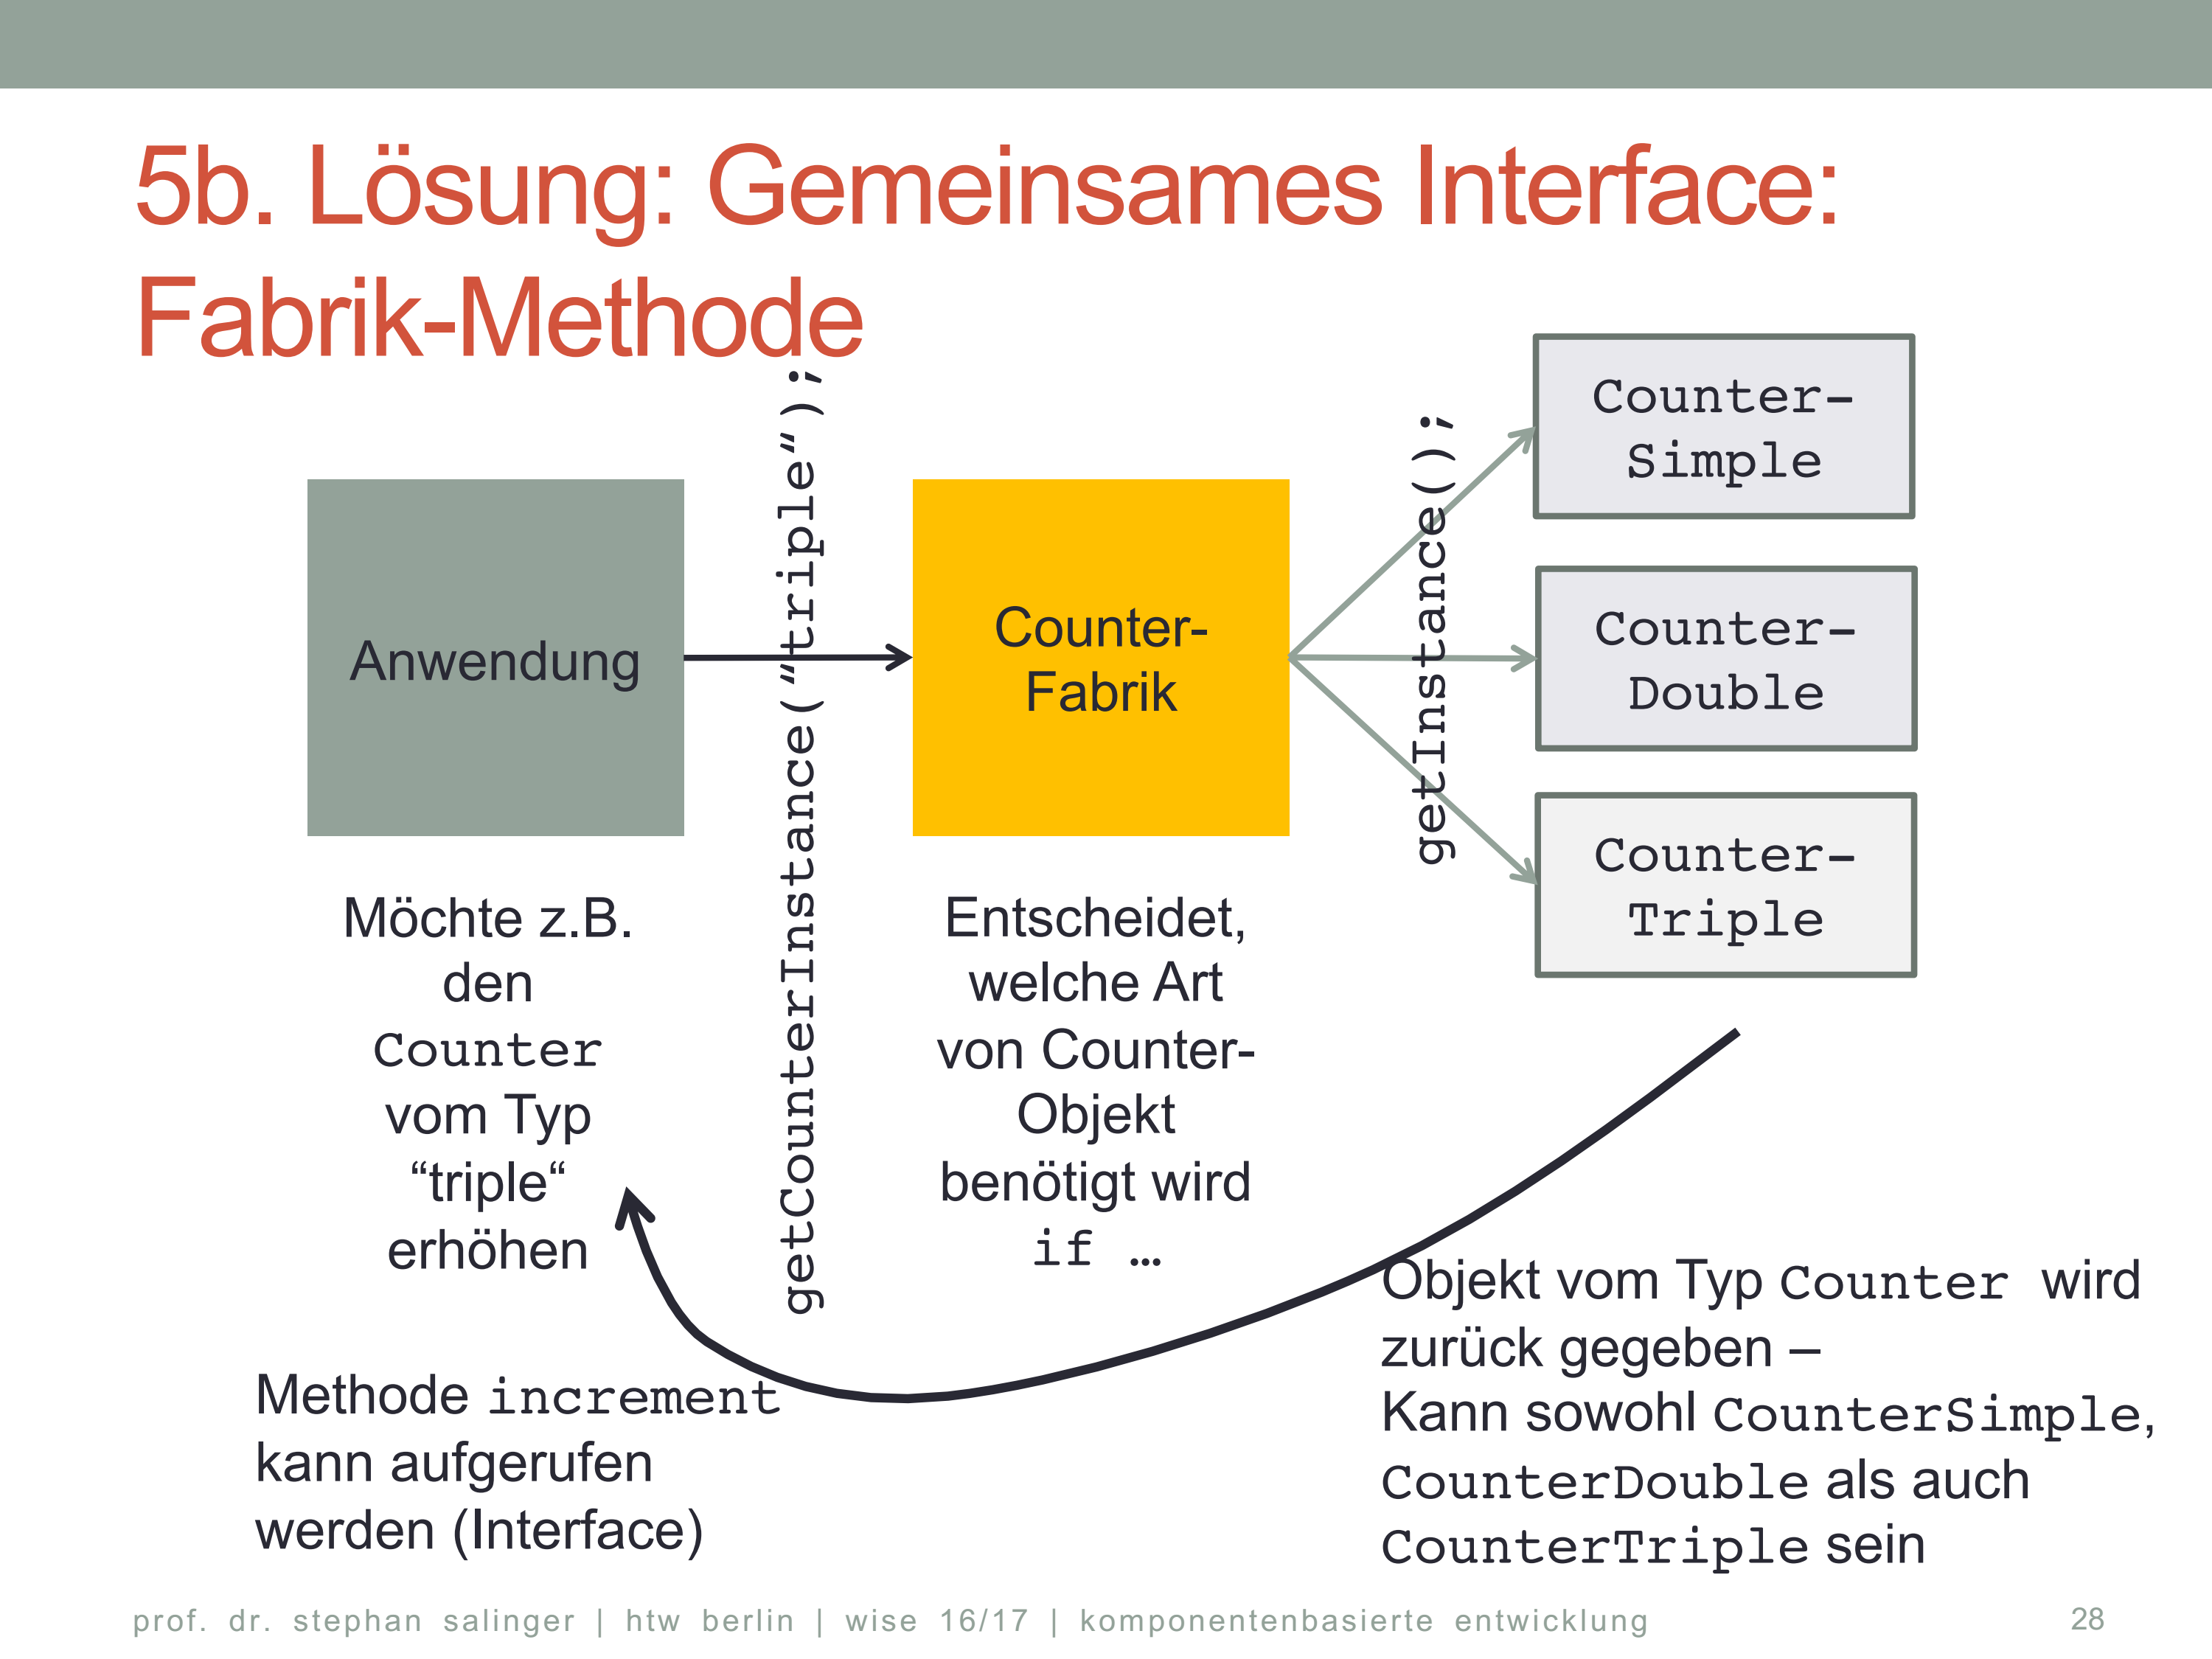 5b. Lösung: Gemeinsames Interface:
Fabrik-Methode
Anwendung
getCounterInstance(“triple”);
Counter-
Fabrik
getInstance();
Counter-
Simple
Counter-
Double
Counter-
Triple
Möchte z.B.
den
Counter
vom Typ
“triple“
erhöhen
Entscheidet,
welche Art
von Counter-
Objekt
benötigt wird
if …
Methode increment
kann aufgerufen
werden (Interface)
Objekt vom Typ Counter wird
zurück gegeben –
Kann sowohl CounterSimple,
CounterDouble als auch
CounterTriple sein
prof. dr. stephan salinger | htw berlin | wise 16/17 | komponentenbasierte entwicklung
28